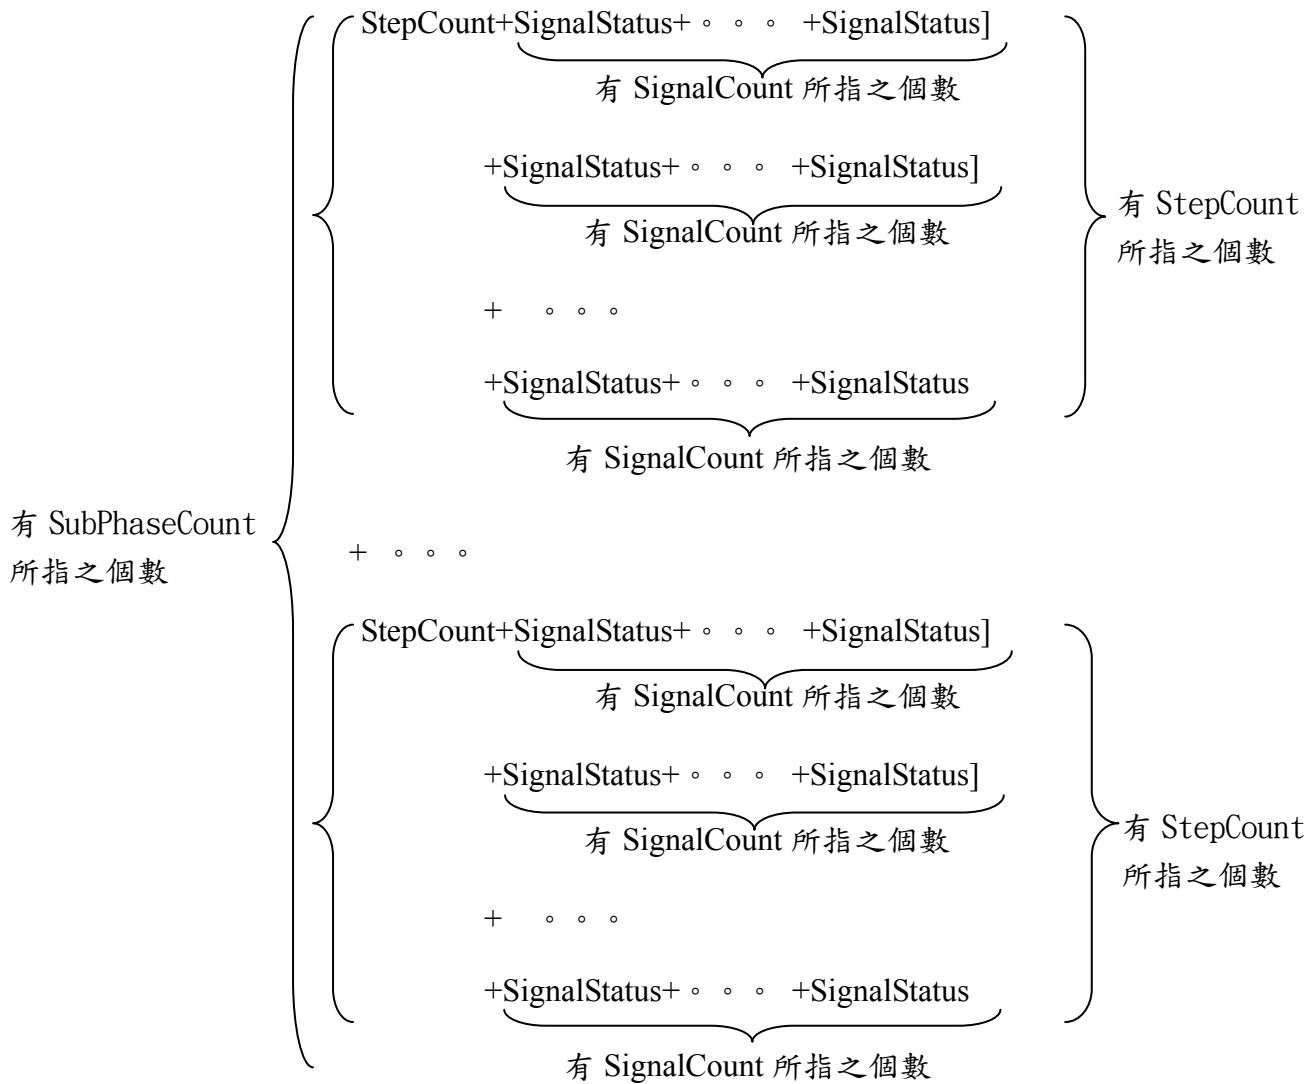 StepCount+SignalStatus+。。。 +SignalStatus]
有 SignalCount 所指之個數
+SignalStatus+。。。 +SignalStatus]
有 SignalCount 所指之個數
有 StepCount
所指之個數
+ 。。。
+SignalStatus+。。。 +SignalStatus
有 SignalCount 所指之個數
有 SubPhaseCount
所指之個數
+ 。。。
StepCount+SignalStatus+。。。 +SignalStatus]
有 SignalCount 所指之個數
+SignalStatus+。。。 +SignalStatus]
有 SignalCount 所指之個數
有 StepCount
所指之個數
+ 。。。
+SignalStatus+。。。 +SignalStatus
有 SignalCount 所指之個數